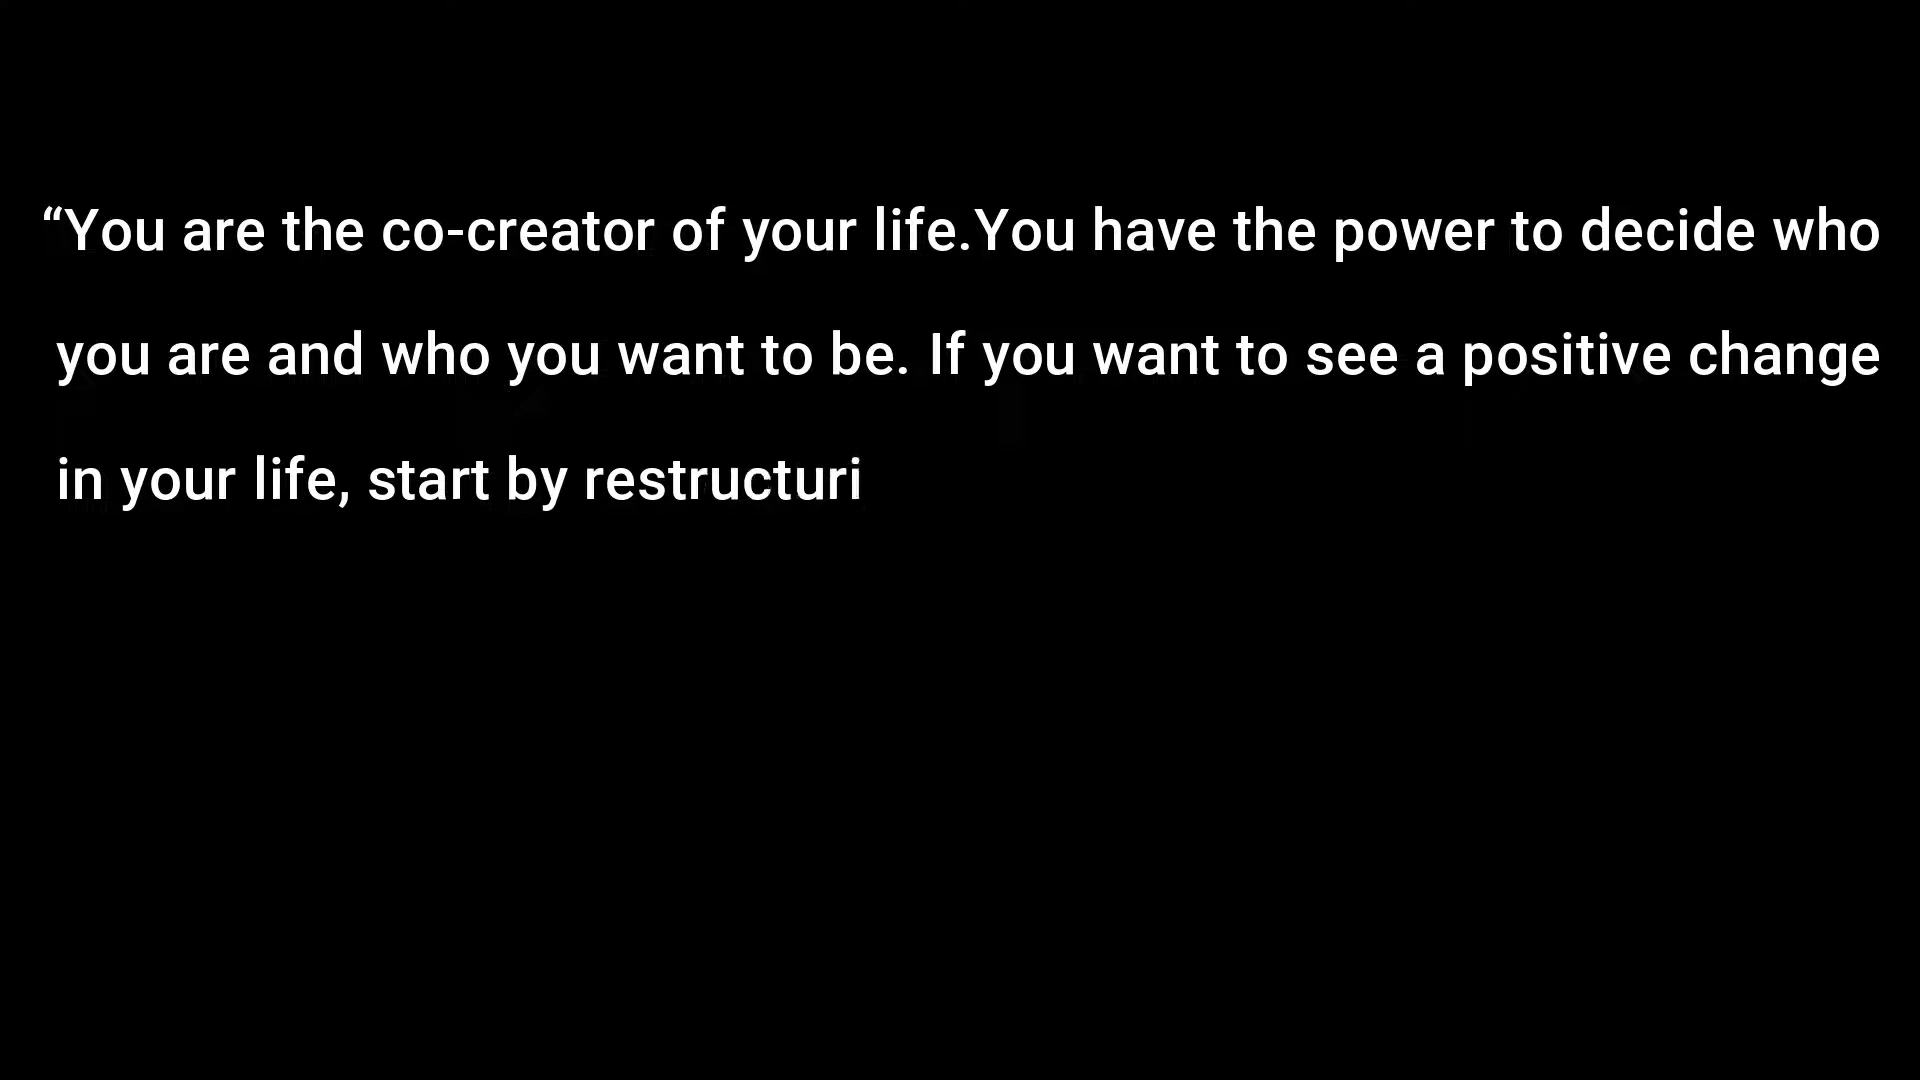 “You are the co-creator of your life.You have the power to decide who
you are and who you want to be. If you want to see a positive change
in your life, start by restructuri